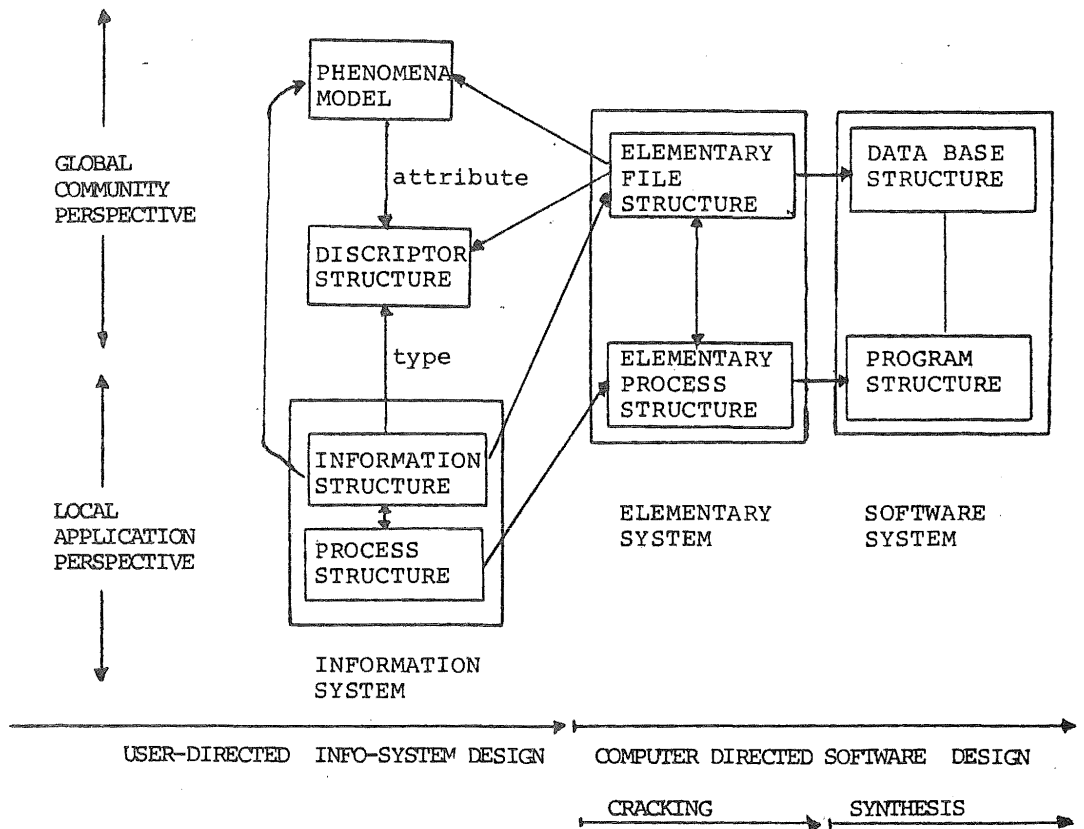 PHENOMENA
MODEL
GLOBAL
COMMUNITY
PERSPECTIVE
attribute
DISCRIPTOR
STRUCTURE
type
INFORMATION
STRUCTURE
PROCESS
STRUCTURE
INFORMATION
SYSTEM
LOCAL
APPLICATION
PERSPECTIVE
ELEMENTARY
FILE
STRUCTURE
ELEMENTARY
PROCESS
STRUCTURE
ELEMENTARY
SYSTEM
DATA BASE
STRUCTURE
PROGRAM
STRUCTURE
SOFTWARE
SYSTEM
USER-DIRECTED INFO-SYSTEM DESIGN
COMPUTER DIRECTED SOFTWARE DESIGN
CRACKING
SYNTHESIS